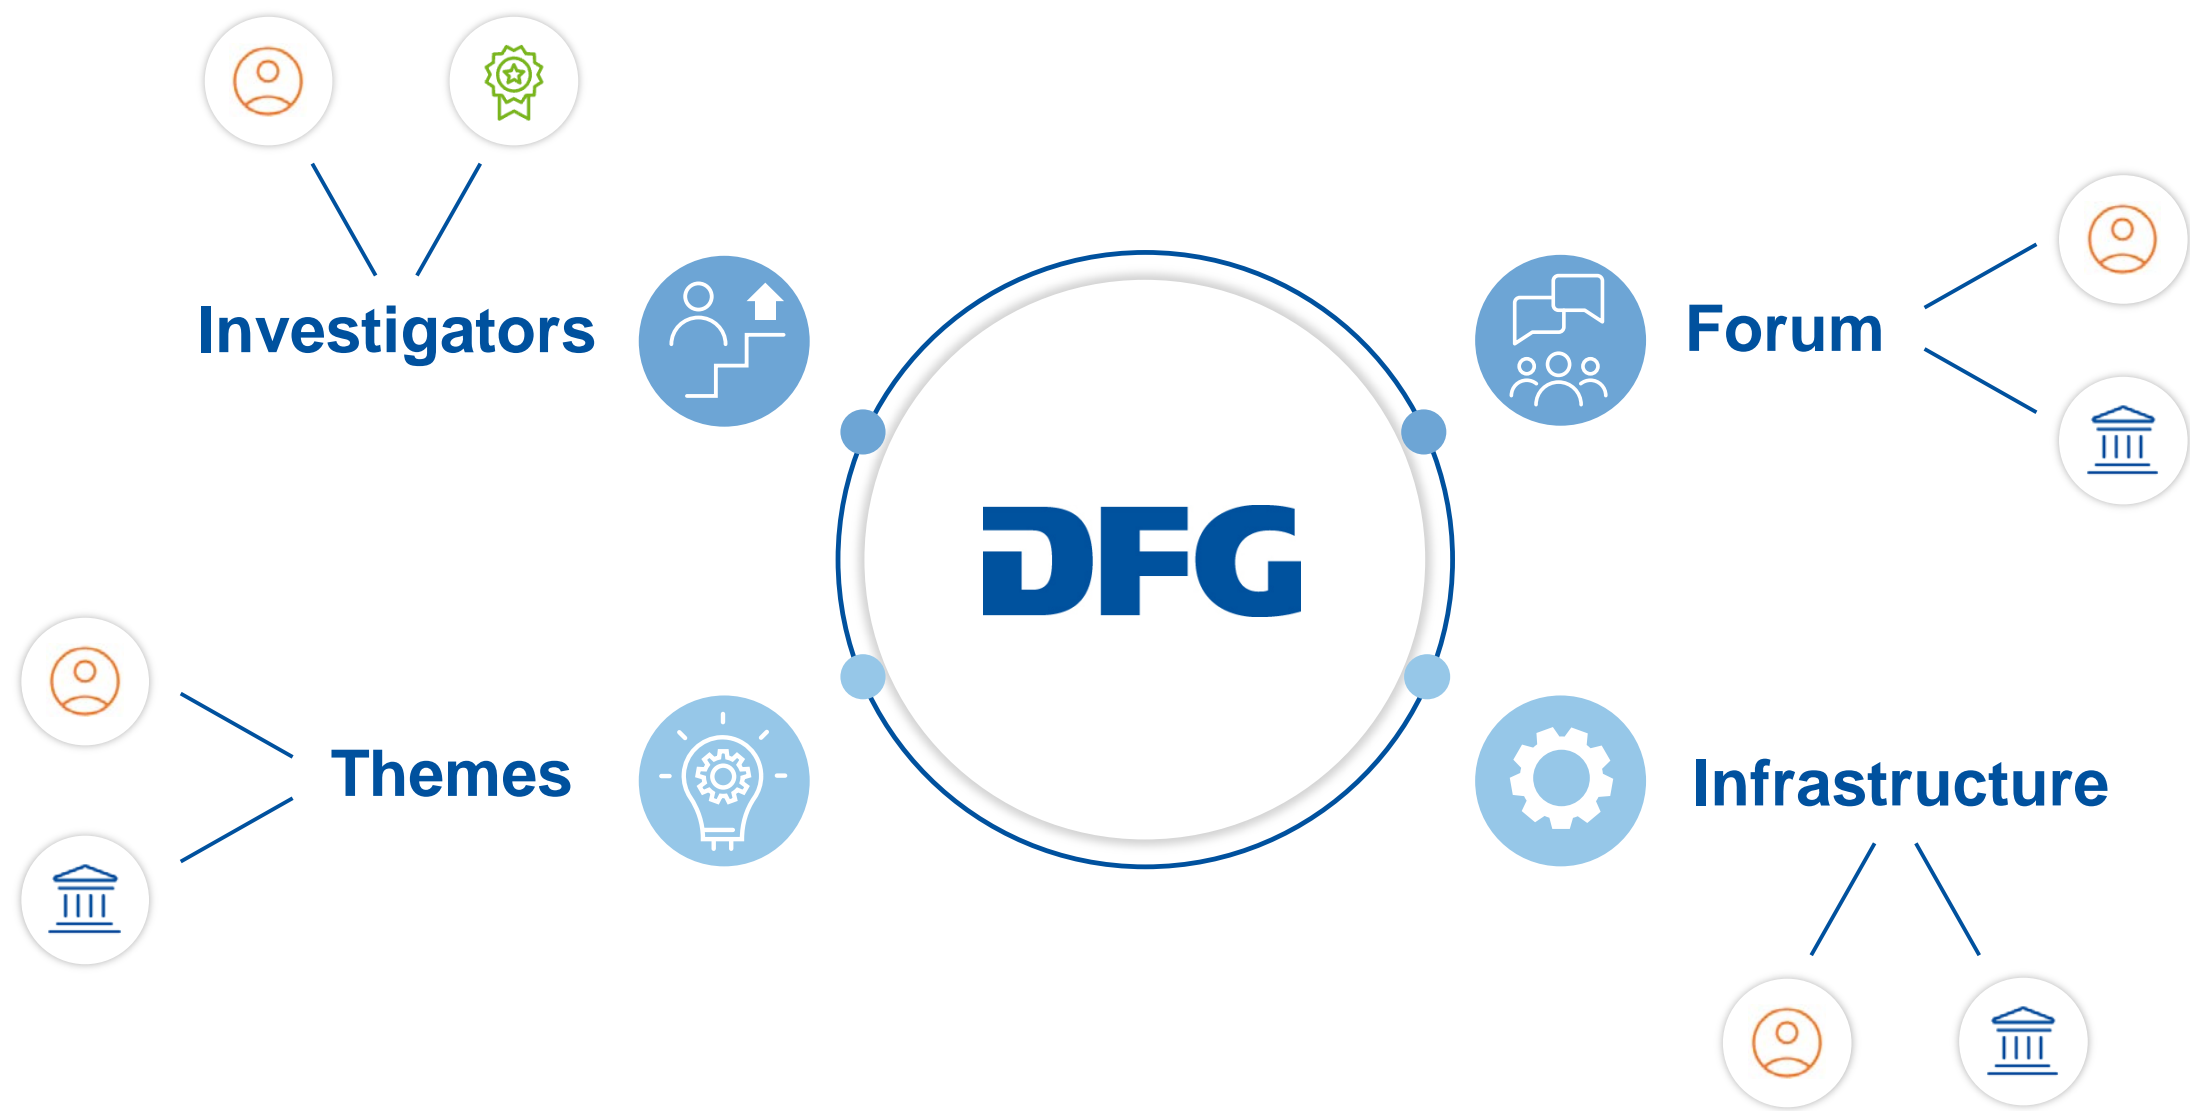 Investigators
Forum
DFG
Themes
Infrastructure